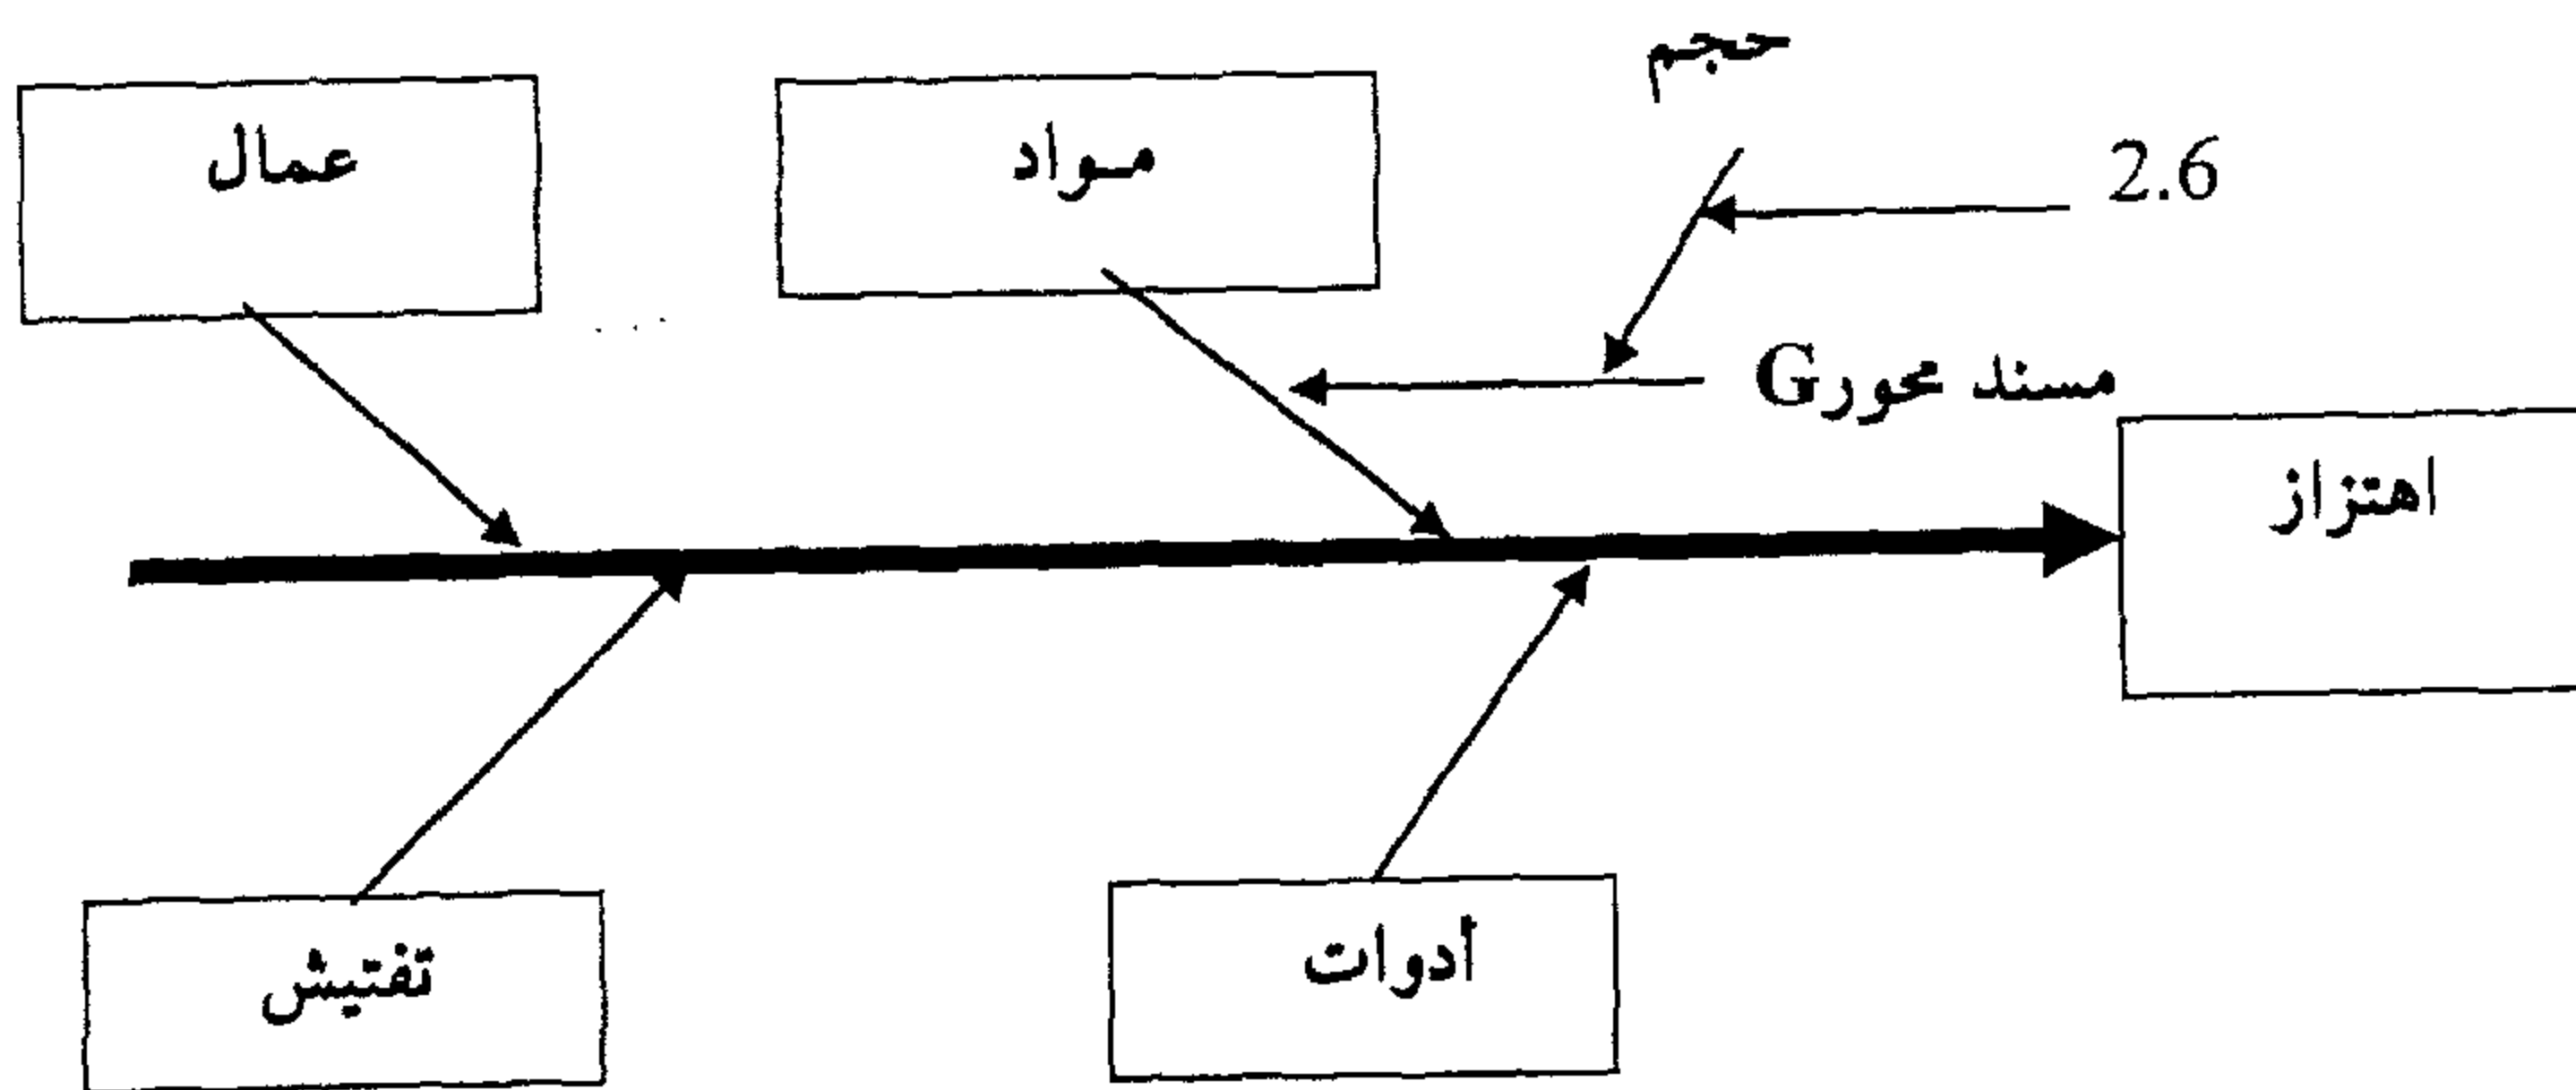 حجم
عمال
مواد
2.6
مسند محور G
اهتزاز
تفتيش
أدوات